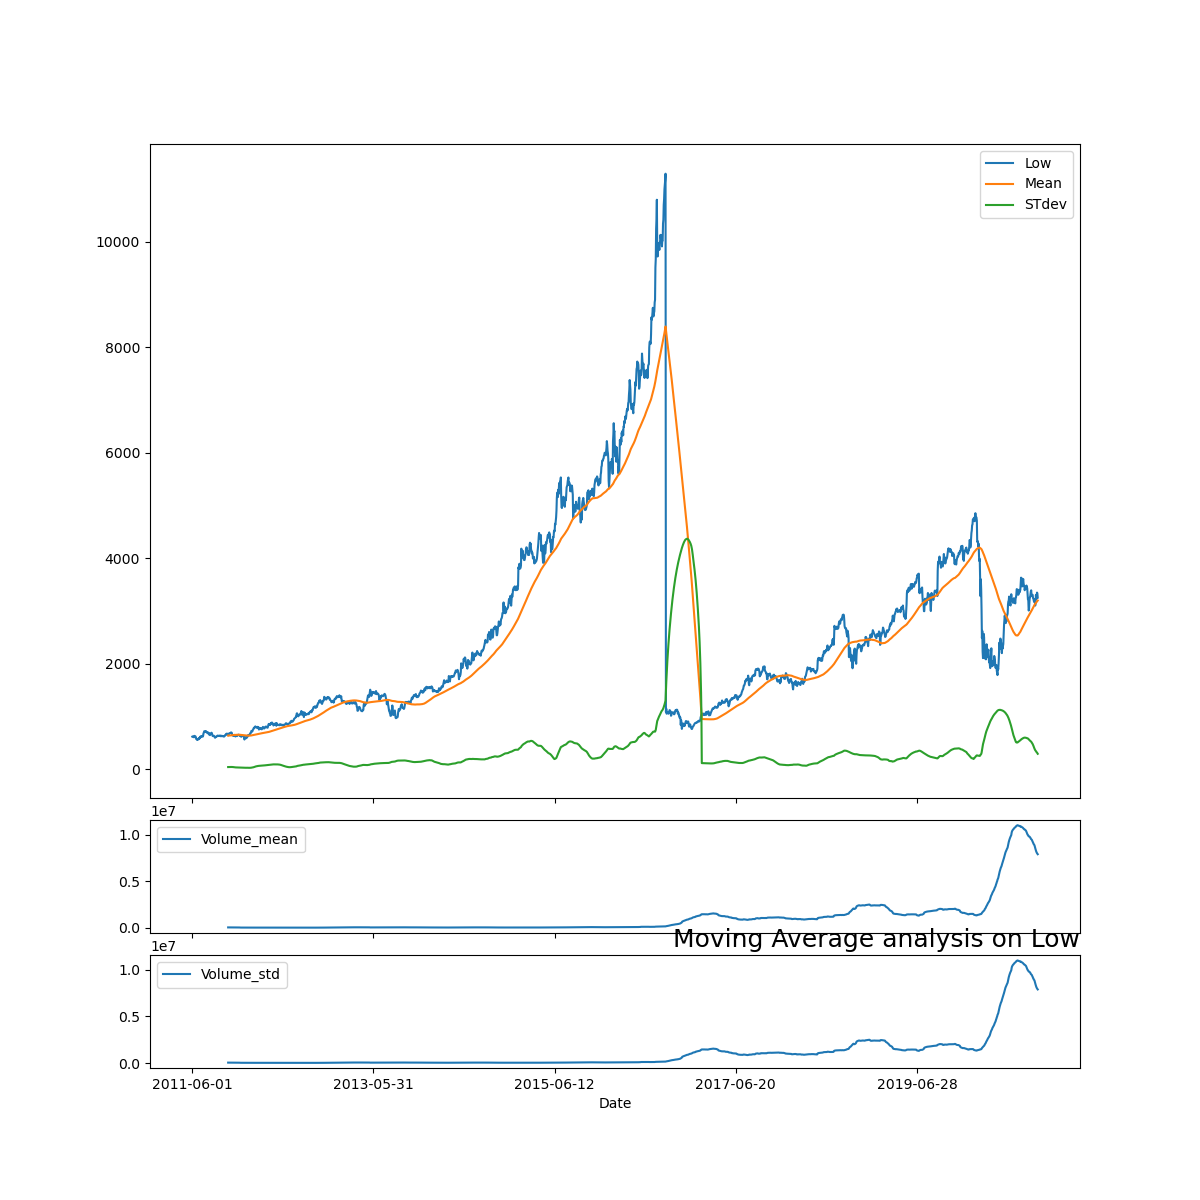 Low
Mean
STdev
10000
8000
6000
4000
2000
0
1e7
Volume_mean
1.0
0.5
0.0
Moving Average analysis on Low
1e7
Volume_std
1.0
0.5
0.0
2011-06-01 2013-05-31 2015-06-12 2017-06-20 2019-06-28
Date